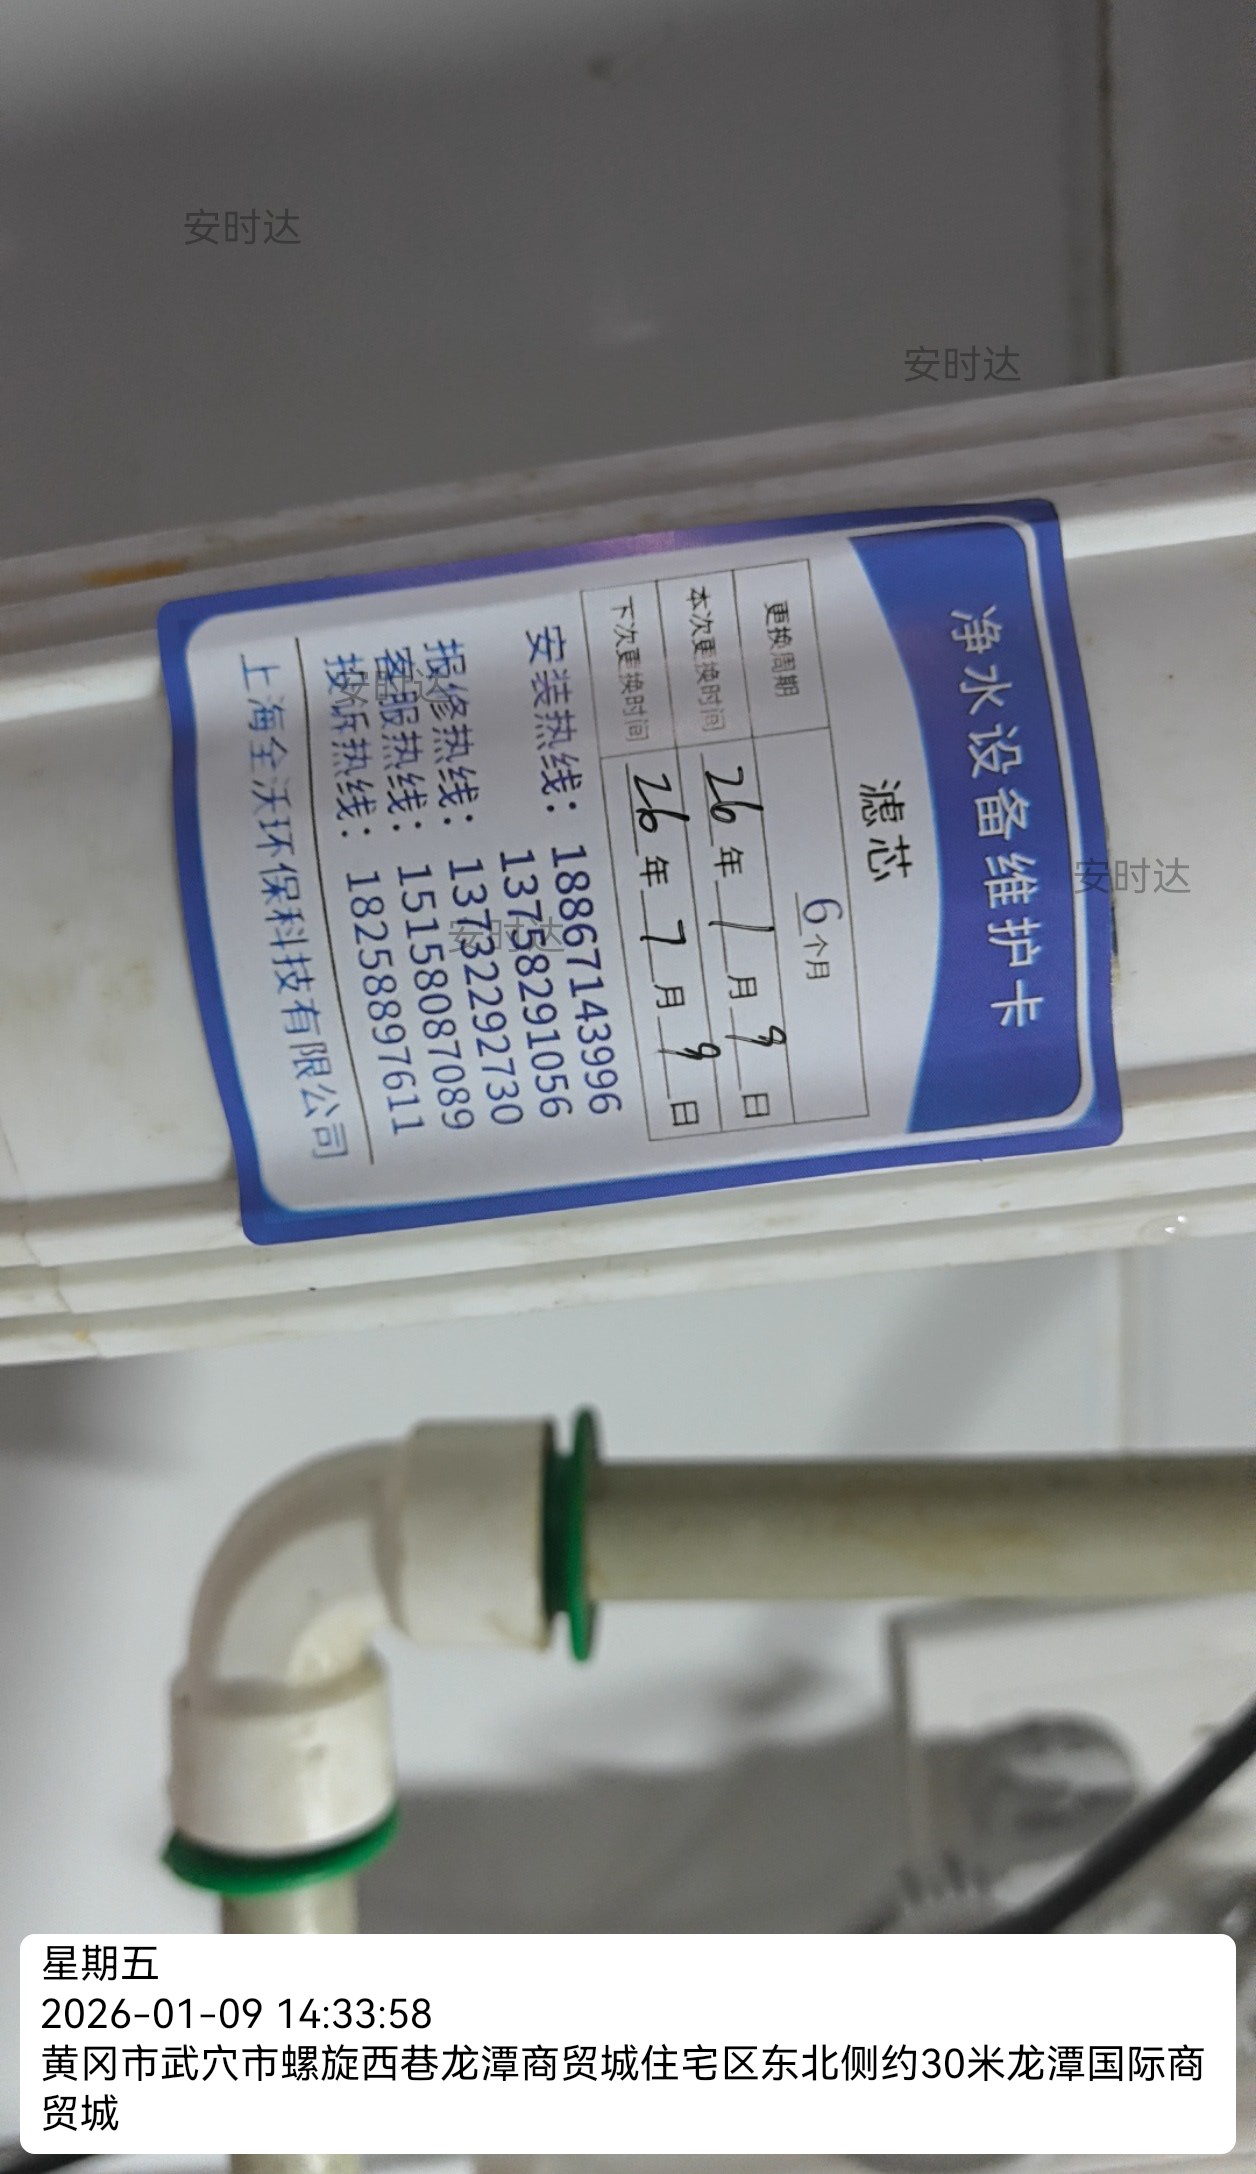 安时达
安时达
安时达
安时达
安时达
净水设备维护卡
滤芯
更换周期 6个月
本次更换时间 26年1月9日
下次更换时间 26年7月9日
安装热线：18867143996
13758291056
报修热线：13732292730
客服热线：15158087089
投诉热线：18258897611
上海全沃环保科技有限公司
星期五
2026-01-09 14:33:58
黄冈市武穴市螺旋西巷龙潭商贸城住宅区东北侧约30米龙潭国际商
贸城